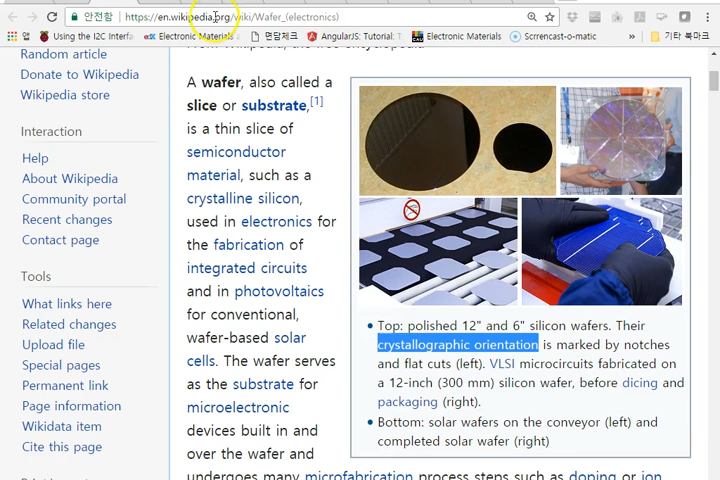 안전함 https://en.wikipedia.org/wiki/Wafer_(electronics)
Using the I2C Interfa
Electronic Materials
면담체크
AngularJS: Tutorial: T
Electronic Materials
Scrrencast-o-matic
기타 북마크
Random article
Donate to Wikipedia
Wikipedia store
Interaction
Help
About Wikipedia
Community portal
Recent changes
Contact page
Tools
What links here
Related changes
Upload file
Special pages
Permanent link
Page information
Wikidata item
Cite this page
A wafer, also called a
slice or substrate,[1]
is a thin slice of
semiconductor
material, such as a
crystalline silicon,
used in electronics for
the fabrication of
integrated circuits
and in photovoltaics
for conventional,
wafer-based solar
cells. The wafer serves
as the substrate for
microelectronic
devices built in and
over the wafer and
undergoes many microfabrication process steps such as doping or ion
Top: polished 12" and 6" silicon wafers. Their
crystallographic orientation is marked by notches
and flat cuts (left). VLSI microcircuits fabricated on
a 12-inch (300 mm) silicon wafer, before dicing and
packaging (right).
Bottom: solar wafers on the conveyor (left) and
completed solar wafer (right)